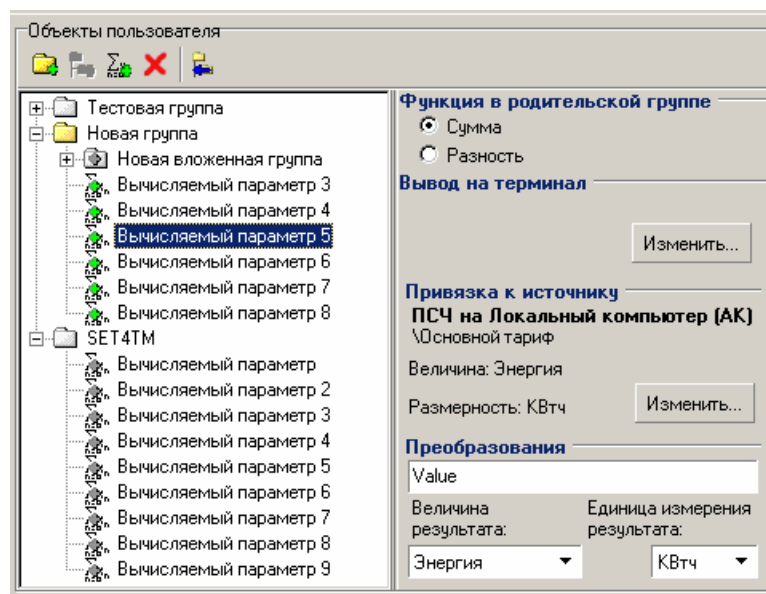 Объекты пользователя
Тестовая группа
Новая группа
Новая вложенная группа
Вычисляемый параметр 3
Вычисляемый параметр 4
Вычисляемый параметр 5
Вычисляемый параметр 6
Вычисляемый параметр 7
Вычисляемый параметр 8
SET4TM
Вычисляемый параметр
Вычисляемый параметр 2
Вычисляемый параметр 3
Вычисляемый параметр 4
Вычисляемый параметр 5
Вычисляемый параметр 6
Вычисляемый параметр 7
Вычисляемый параметр 8
Вычисляемый параметр 9
Функция в родительской группе
Сумма
Разность
Вывод на терминал
Изменить...
Привязка к источнику
ПСЧ на Локальный компьютер (АК)
\Основной тариф
Величина: Энергия
Размерность: КВтч
Изменить...
Преобразования
Value
Величина результата:
Единица измерения результата:
Энергия
КВтч